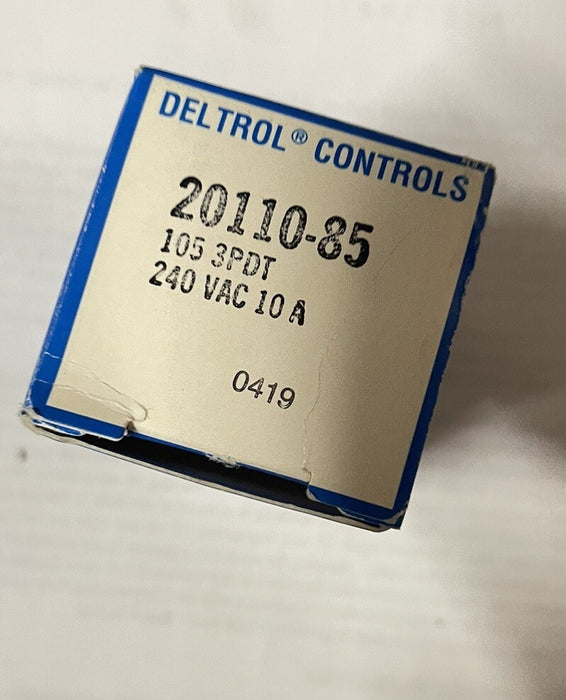 DELTROL® CONTROLS
20110-85
105 3PDT
240 VAC 10 A
0419